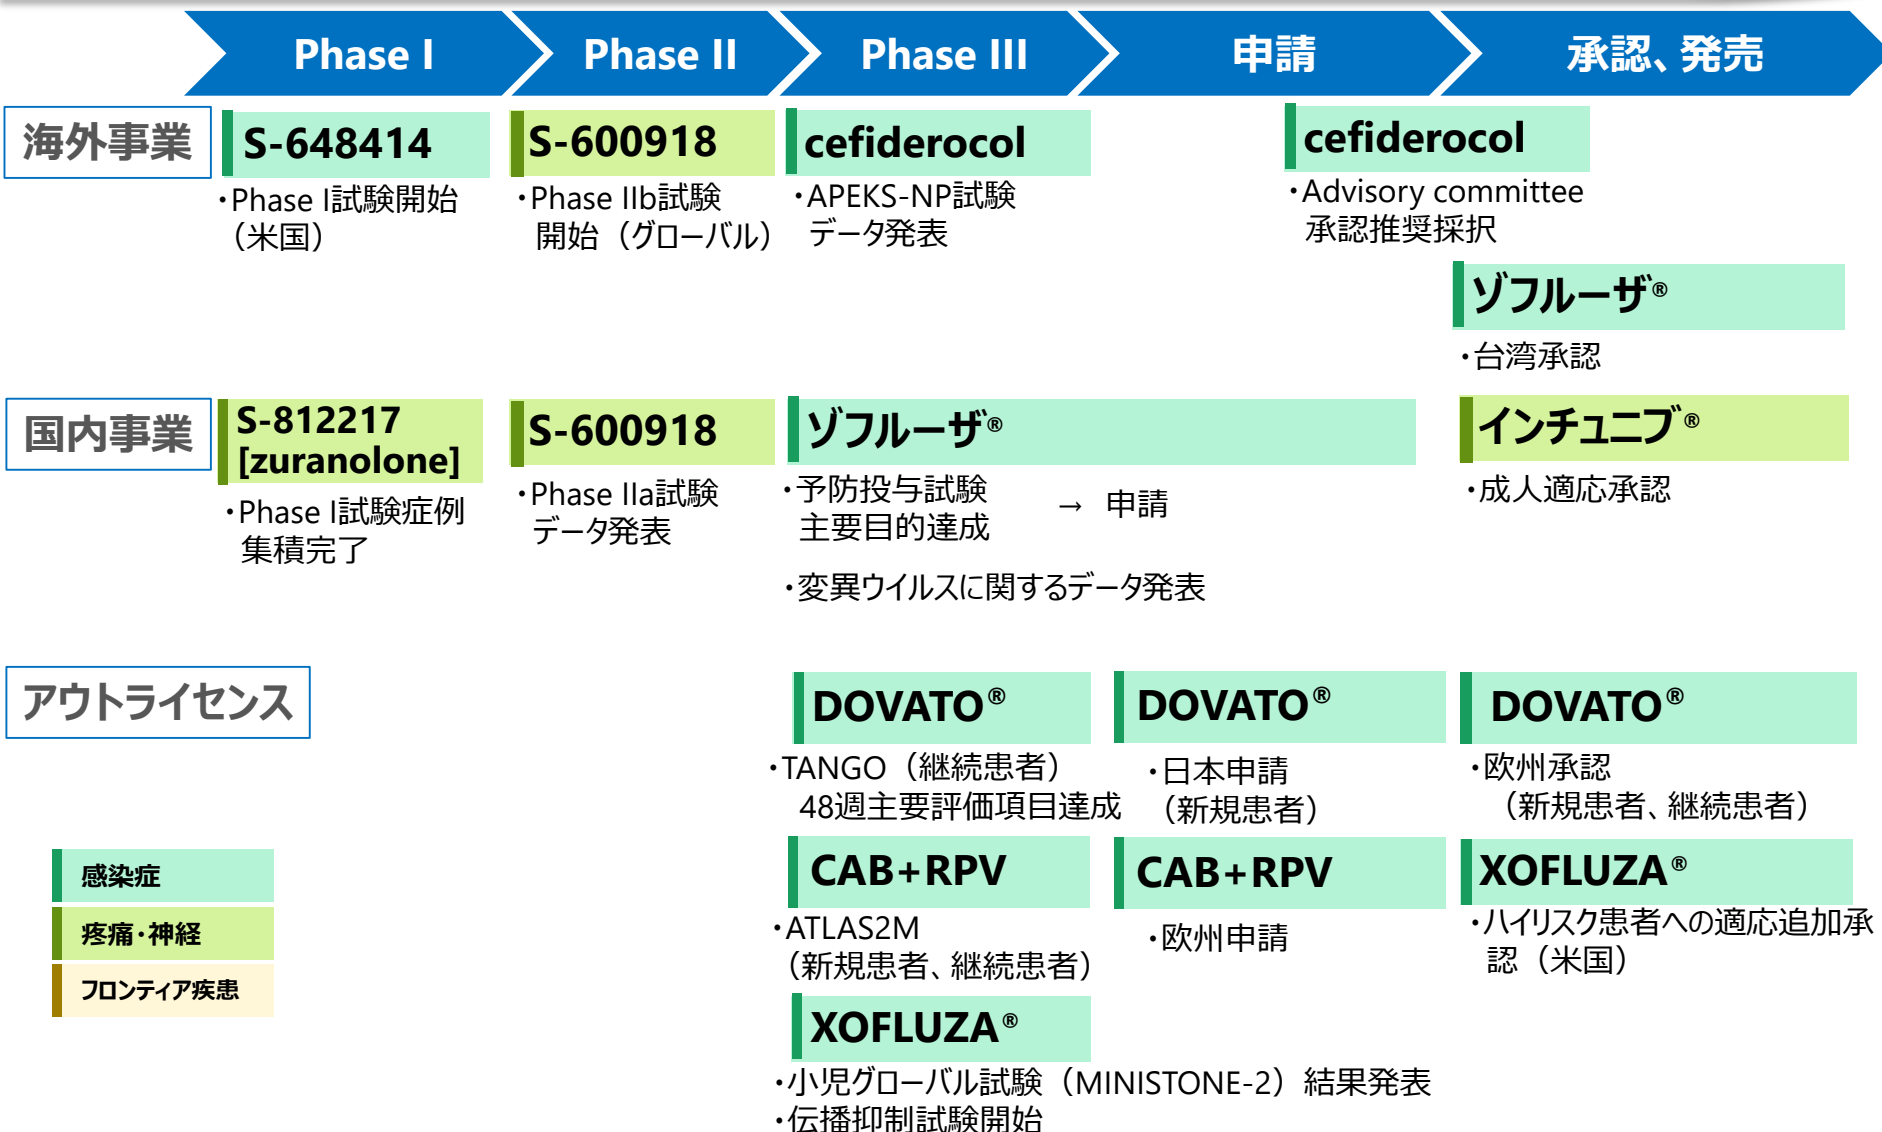 Phase I
Phase II
Phase III
申請
承認、発売
海外事業
S-648414
・Phase I試験開始
（米国）
S-600918
・Phase IIb試験
開始（グローバル）
cefiderocol
・APEKS-NP試験
データ発表
cefiderocol
・Advisory committee
承認推奨採択
ゾフルーザ®
・台湾承認
国内事業
S-812217
[zuranolone]
・Phase I試験症例
集積完了
S-600918
・Phase IIa試験
データ発表
ゾフルーザ®
・予防投与試験
主要目的達成
→ 申請
・変異ウイルスに関するデータ発表
インチュニブ®
・成人適応承認
アウトライセンス
DOVATO®
・TANGO（継続患者）
48週主要評価項目達成
DOVATO®
・日本申請
（新規患者）
DOVATO®
・欧州承認
（新規患者、継続患者）
CAB+RPV
・ATLAS2M
（新規患者、継続患者）
CAB+RPV
・欧州申請
XOFLUZA®
・ハイリスク患者への適応追加承
認（米国）
XOFLUZA®
・小児グローバル試験（MINISTONE-2）結果発表
・伝播抑制試験開始
感染症
疼痛・神経
フロンティア疾患